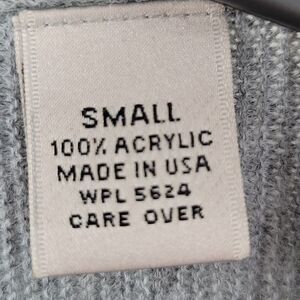 SMALL
100% ACRYLIC
MADE IN USA
WPL 5624
CARE OVER